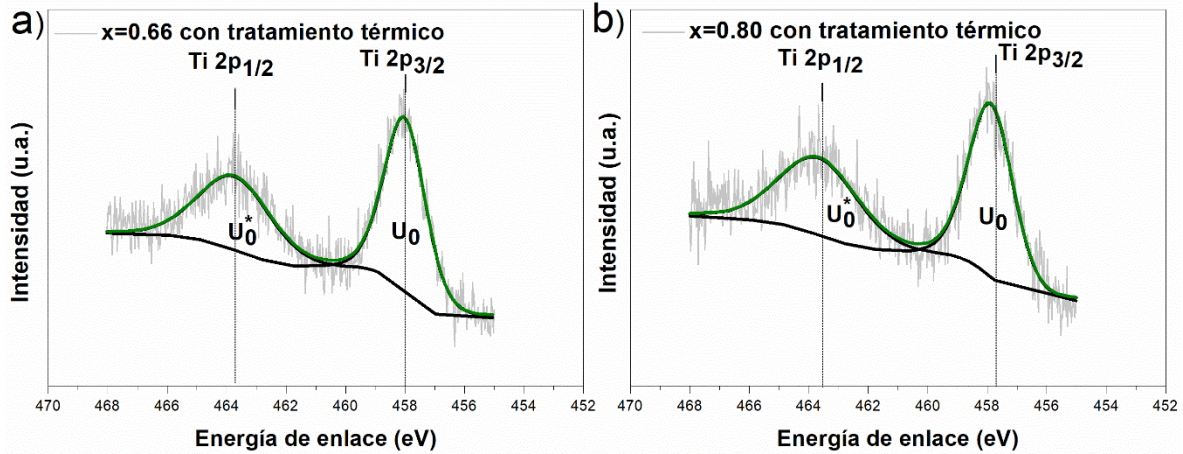 a)
x=0.66 con tratamiento térmico
Ti 2p1/2
Ti 2p3/2
U0*
U0
Intensidad (u.a.)
470 468 466 464 462 460 458 456 454 452
Energía de enlace (eV)
b)
x=0.80 con tratamiento térmico
Ti 2p1/2
Ti 2p3/2
U0*
U0
Intensidad (u.a.)
470 468 466 464 462 460 458 456 454 452
Energía de enlace (eV)